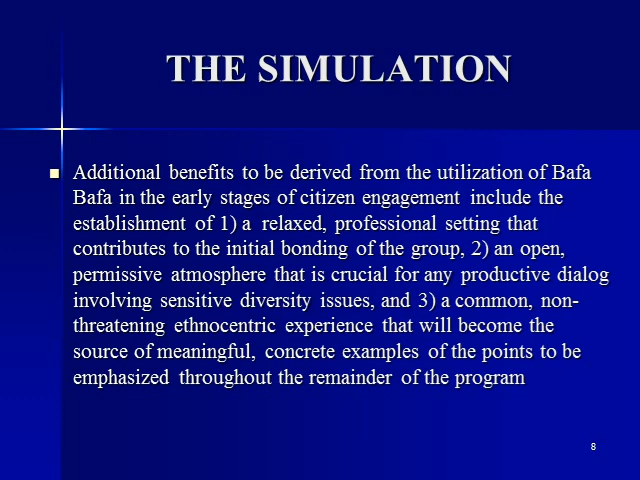 THE SIMULATION
Additional benefits to be derived from the utilization of Bafa
Bafa in the early stages of citizen engagement include the
establishment of 1) a relaxed, professional setting that
contributes to the initial bonding of the group, 2) an open,
permissive atmosphere that is crucial for any productive dialog
involving sensitive diversity issues, and 3) a common, non-
threatening ethnocentric experience that will become the
source of meaningful, concrete examples of the points to be
emphasized throughout the remainder of the program
8